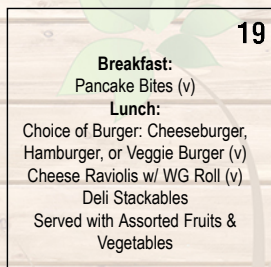 19
Breakfast:
Pancake Bites (v)
Lunch:
Choice of Burger: Cheeseburger,
Hamburger, or Veggie Burger (v)
Cheese Raviolis w/ WG Roll (v)
Deli Stackables
Served with Assorted Fruits &
Vegetables